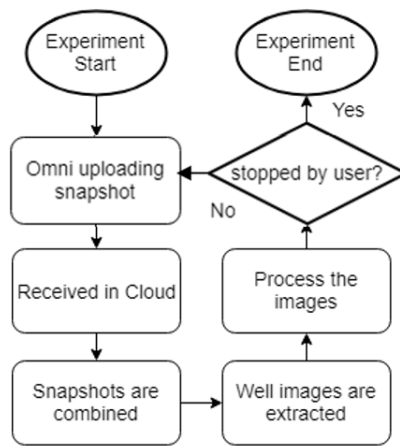 Experiment
Start
Experiment
End
Yes
Omni uploading
snapshot
stopped by user?
No
Received in Cloud
Process the
images
Snapshots are
combined
Well images are
extracted